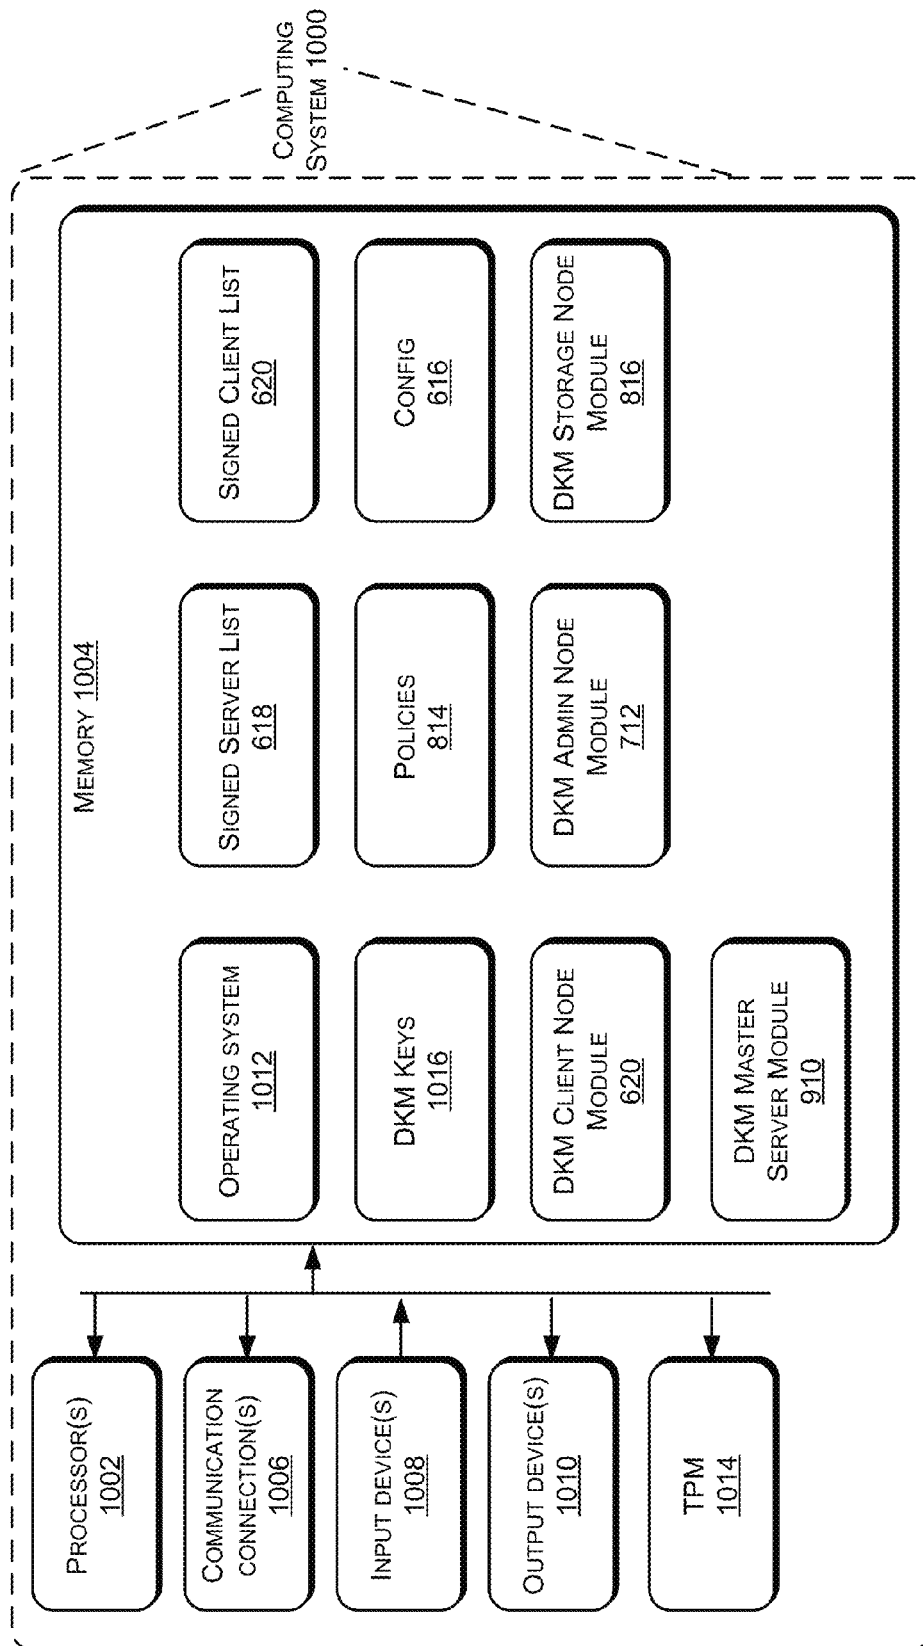 COMPUTING
SYSTEM 1000
PROCESSOR(S)
1002
COMMUNICATION
CONNECTION(S)
1006
INPUT DEVICE(S)
1008
OUTPUT DEVICE(S)
1010
TPM
1014
MEMORY 1004
OPERATING SYSTEM
1012
SIGNED SERVER LIST
618
SIGNED CLIENT LIST
620
DKM KEYS
1016
POLICIES
814
CONFIG
616
DKM CLIENT NODE
MODULE
620
DKM ADMIN NODE
MODULE
712
DKM STORAGE NODE
MODULE
816
DKM MASTER
SERVER MODULE
910